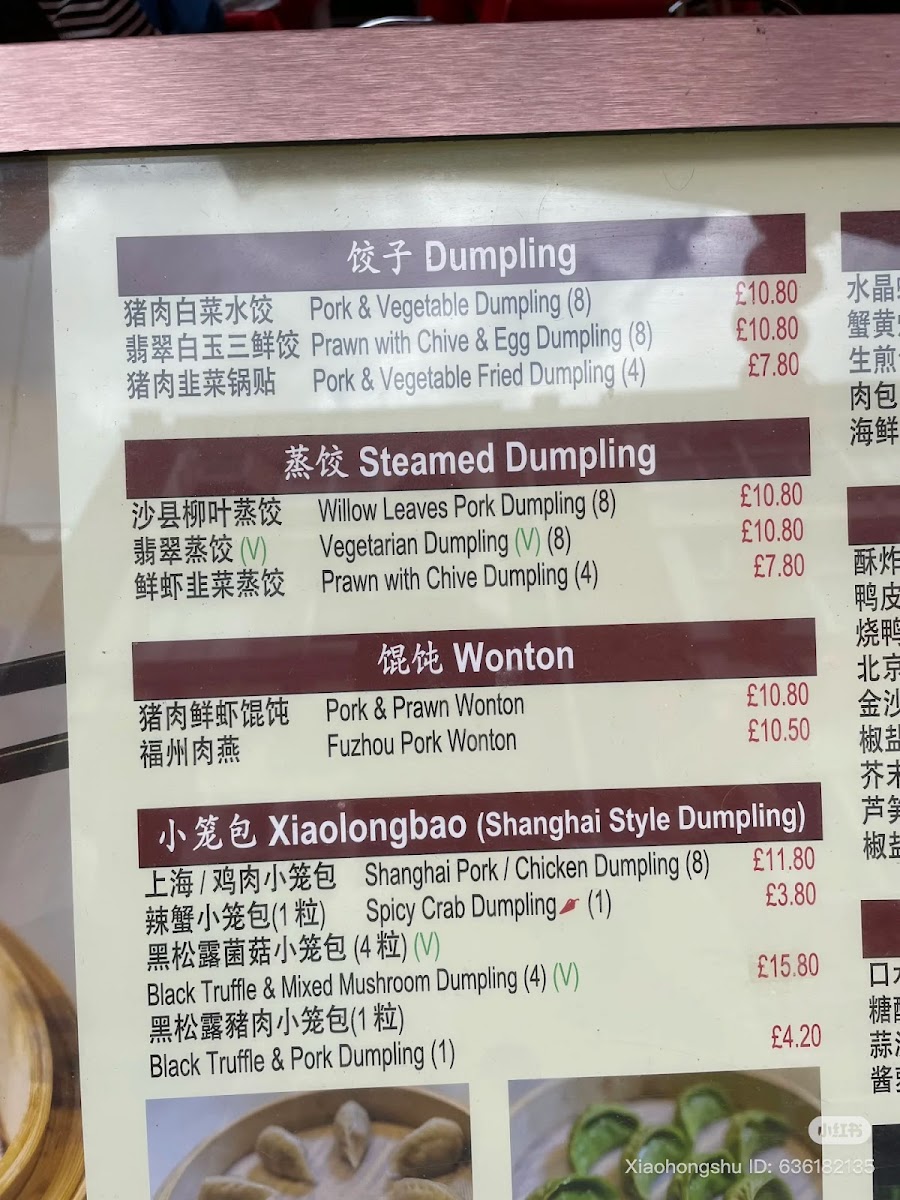 饺子 Dumpling
猪肉白菜水饺 Pork & Vegetable Dumpling (8) £10.80
翡翠白玉三鲜饺 Prawn with Chive & Egg Dumpling (8) £10.80
猪肉韭菜锅贴 Pork & Vegetable Fried Dumpling (4) £7.80
蒸饺 Steamed Dumpling
沙县柳叶蒸饺 Willow Leaves Pork Dumpling (8) £10.80
翡翠蒸饺 (V) Vegetarian Dumpling (V) (8) £10.80
鲜虾韭菜蒸饺 Prawn with Chive Dumpling (4) £7.80
馄饨 Wonton
猪肉鲜虾馄饨 Pork & Prawn Wonton £10.80
福州肉燕 Fuzhou Pork Wonton £10.50
小笼包 Xiaolongbao (Shanghai Style Dumpling)
上海 / 鸡肉小笼包 Shanghai Pork / Chicken Dumpling (8) £11.80
辣蟹小笼包(1 粒) Spicy Crab Dumpling (1) £3.80
黑松露菌菇小笼包 (4 粒) (V)
Black Truffle & Mixed Mushroom Dumpling (4) (V) £15.80
黑松露豬肉小笼包(1 粒)
Black Truffle & Pork Dumpling (1) £4.20
水晶
蟹黄
生煎
肉包
海鲜
酥炸
鸭皮
烧鸭
北京
金沙
椒盐
芥末
芦笋
椒盐
口水
糖醋
蒜
酱
小红书
Xiaohongshu ID: 636182135